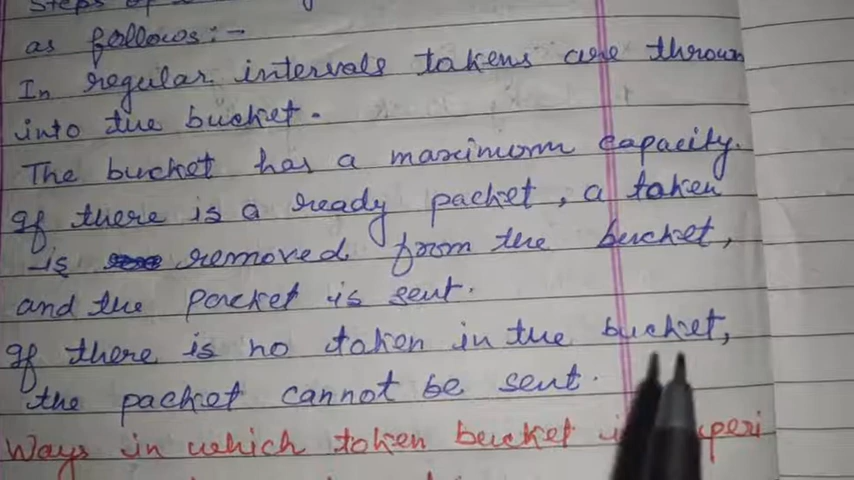 Steps of
as follows:-
In regular intervals tokens are thrown
into the bucket.
The bucket has a maximum capacity.
If there is a ready packet, a token
is removed from the bucket,
and the packet is sent.
If there is no token in the bucket,
the packet cannot be sent.
Ways in which token bucket